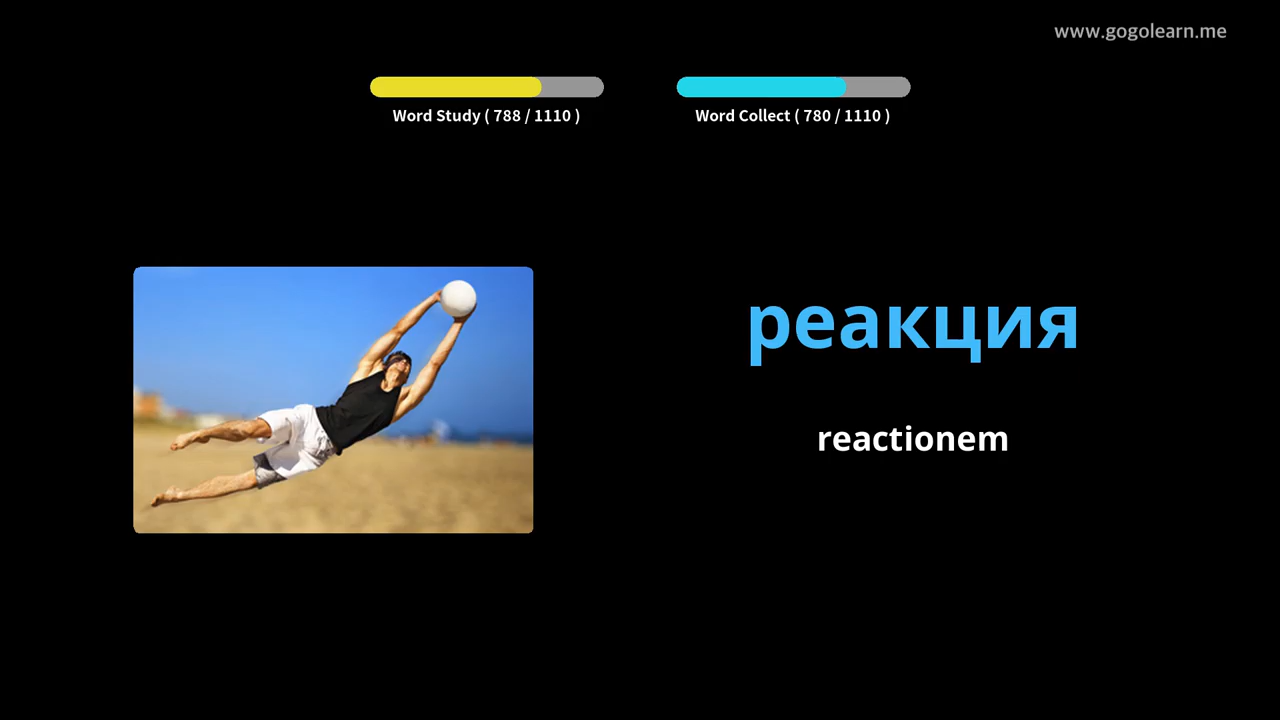 www.gogolearn.me
Word Study ( 788 / 1110 )
Word Collect ( 780 / 1110 )
реакция
reactionem